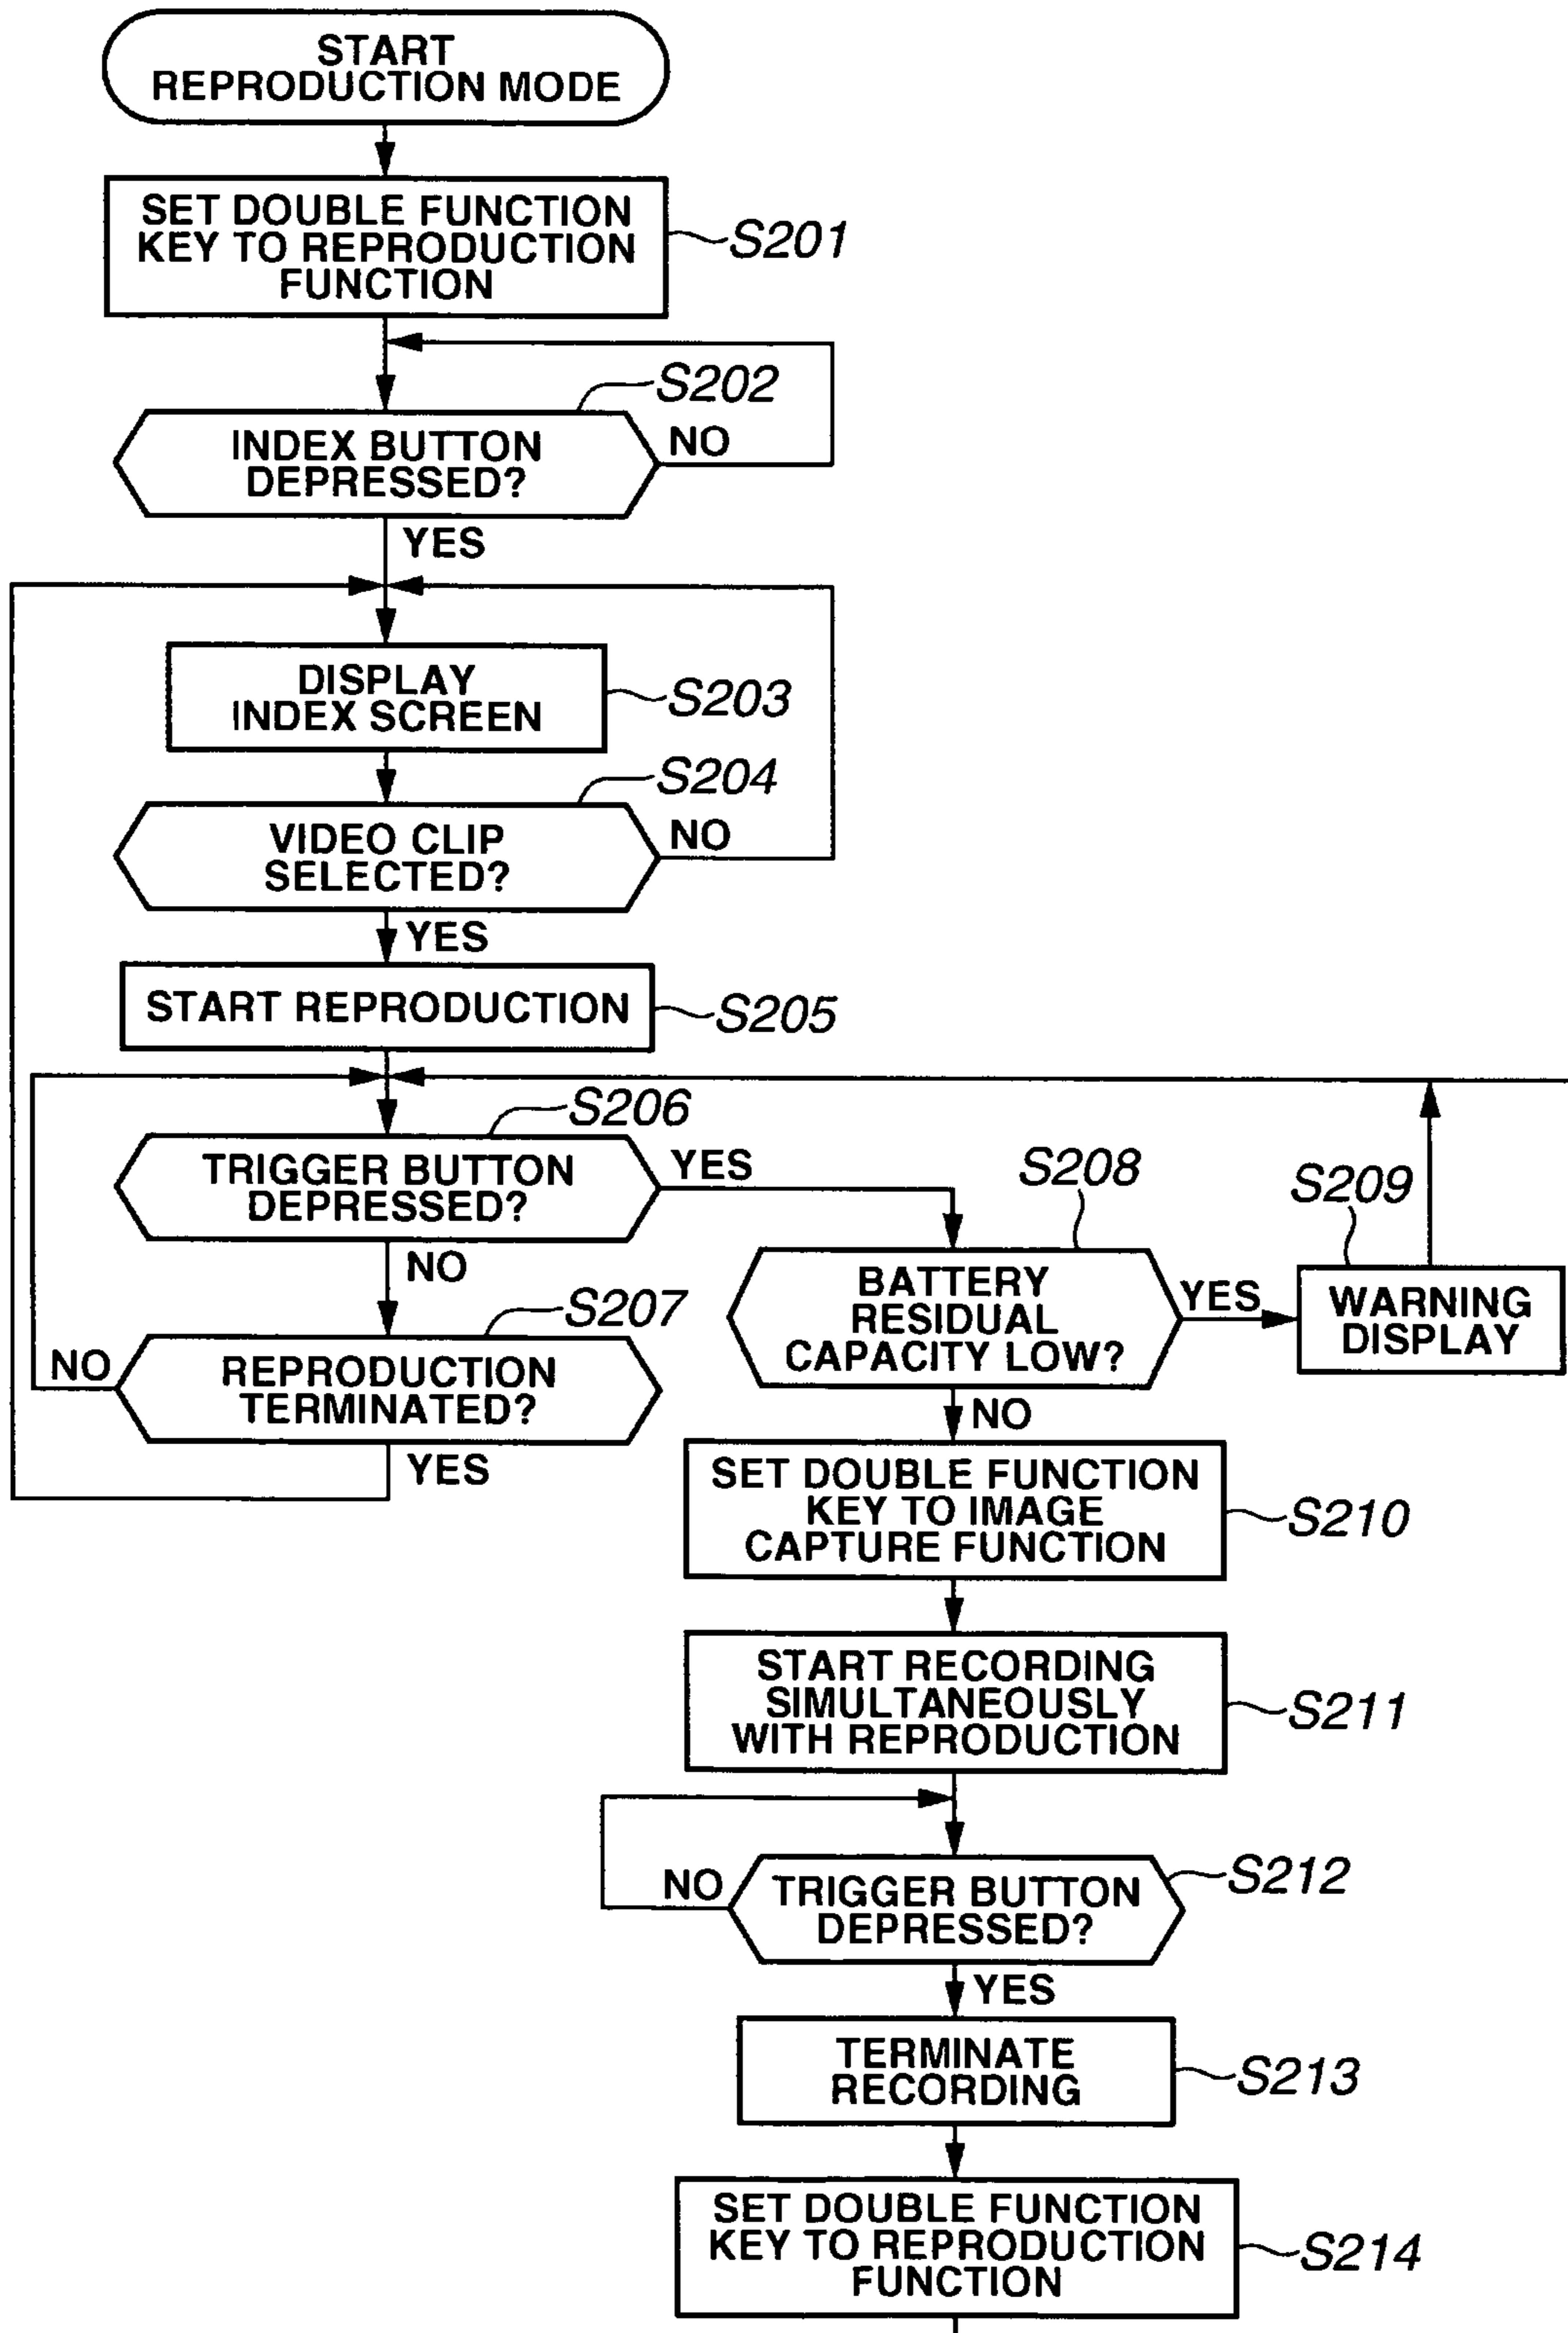 START
REPRODUCTION MODE
SET DOUBLE FUNCTION
KEY TO REPRODUCTION
FUNCTION
S201
S202
INDEX BUTTON
DEPRESSED?
NO
YES
DISPLAY
INDEX SCREEN
S203
S204
VIDEO CLIP
SELECTED?
NO
YES
START REPRODUCTION
S205
S206
TRIGGER BUTTON
DEPRESSED?
YES
NO
S207
REPRODUCTION
TERMINATED?
NO
YES
S208
BATTERY
RESIDUAL
CAPACITY LOW?
YES
NO
S209
WARNING
DISPLAY
SET DOUBLE FUNCTION
KEY TO IMAGE
CAPTURE FUNCTION
S210
START RECORDING
SIMULTANEOUSLY
WITH REPRODUCTION
S211
S212
TRIGGER BUTTON
DEPRESSED?
NO
YES
TERMINATE
RECORDING
S213
SET DOUBLE FUNCTION
KEY TO REPRODUCTION
FUNCTION
S214